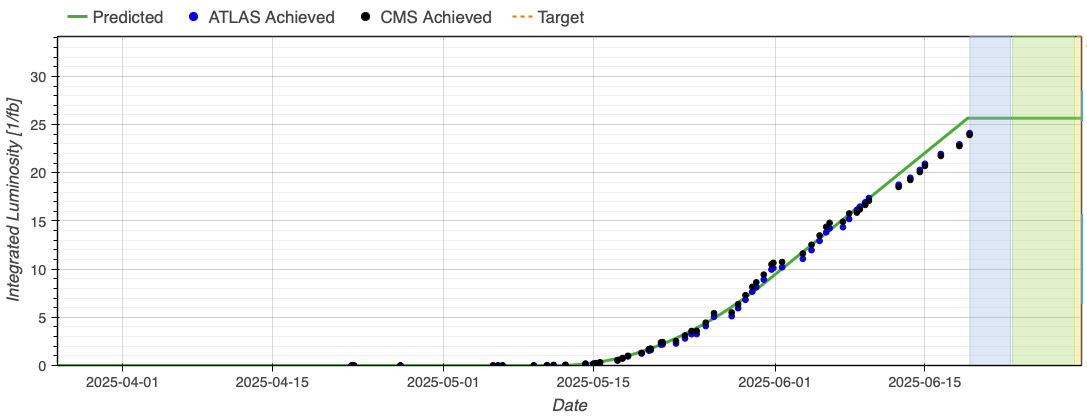 Predicted ATLAS Achieved CMS Achieved Target
Integrated Luminosity [1/fb]
30
25
20
15
10
5
0
2025-04-01 2025-04-15 2025-05-01 2025-05-15 2025-06-01 2025-06-15
Date